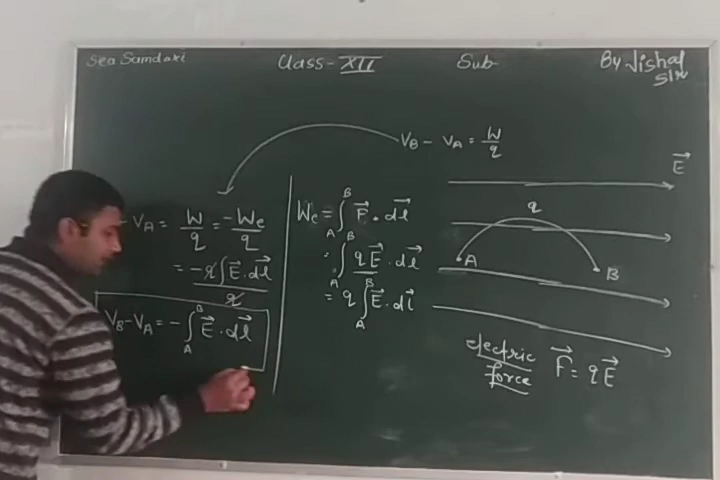 Sea Samdari Class-XII Sub- By Vishal Sir
V_B - V_A = W/q
V_A = W/q = -W_e/q
= -q∫E⃗·dl⃗/q
V_B-V_A = -∫_A^B E⃗·dl⃗
W_e = ∫_A^B F⃗·dl⃗
= ∫_A^B qE⃗·dl⃗
= q∫_A^B E⃗·dl⃗
E⃗
q
A
B
electric
force F⃗ = qE⃗